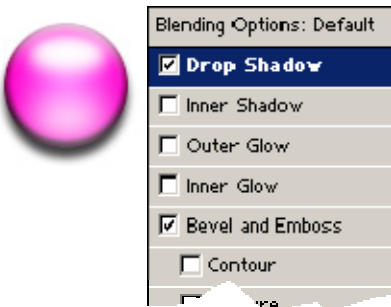 Blending Options: Default
Drop Shadow
Inner Shadow
Outer Glow
Inner Glow
Bevel and Emboss
Contour